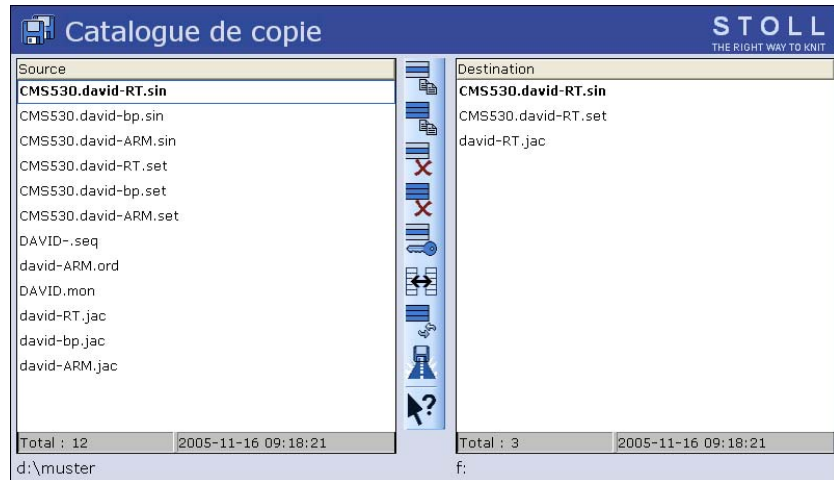 Catalogue de copie
STOLL
THE RIGHT WAY TO KNIT
Source
CMS530.david-RT.sin
CMS530.david-bp.sin
CMS530.david-ARM.sin
CMS530.david-RT.set
CMS530.david-bp.set
CMS530.david-ARM.set
DAVID-.seq
david-ARM.ord
DAVID.mon
david-RT.jac
david-bp.jac
david-ARM.jac
Total : 12
2005-11-16 09:18:21
d:\muster
?
Destination
CMS530.david-RT.sin
CMS530.david-RT.set
david-RT.jac
Total : 3
2005-11-16 09:18:21
f: